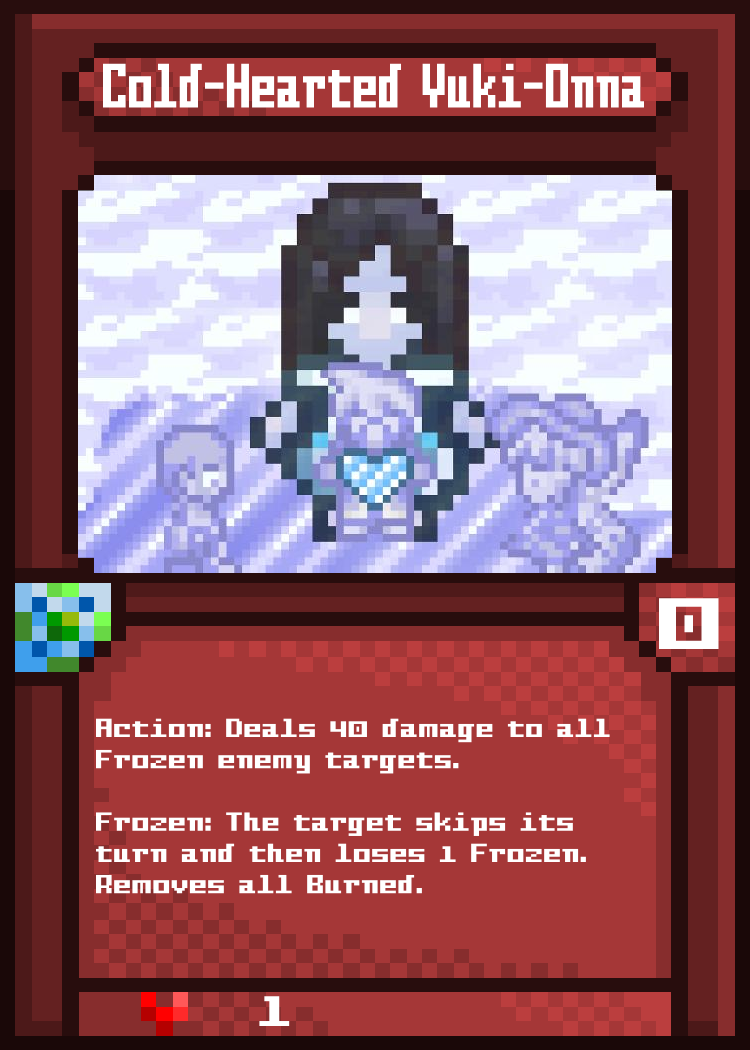 Cold-Hearted Yuki-Onna
0
Action: Deals 40 damage to all
Frozen enemy targets.
Frozen: The target skips its
turn and then loses 1 Frozen.
Removes all Burned.
1